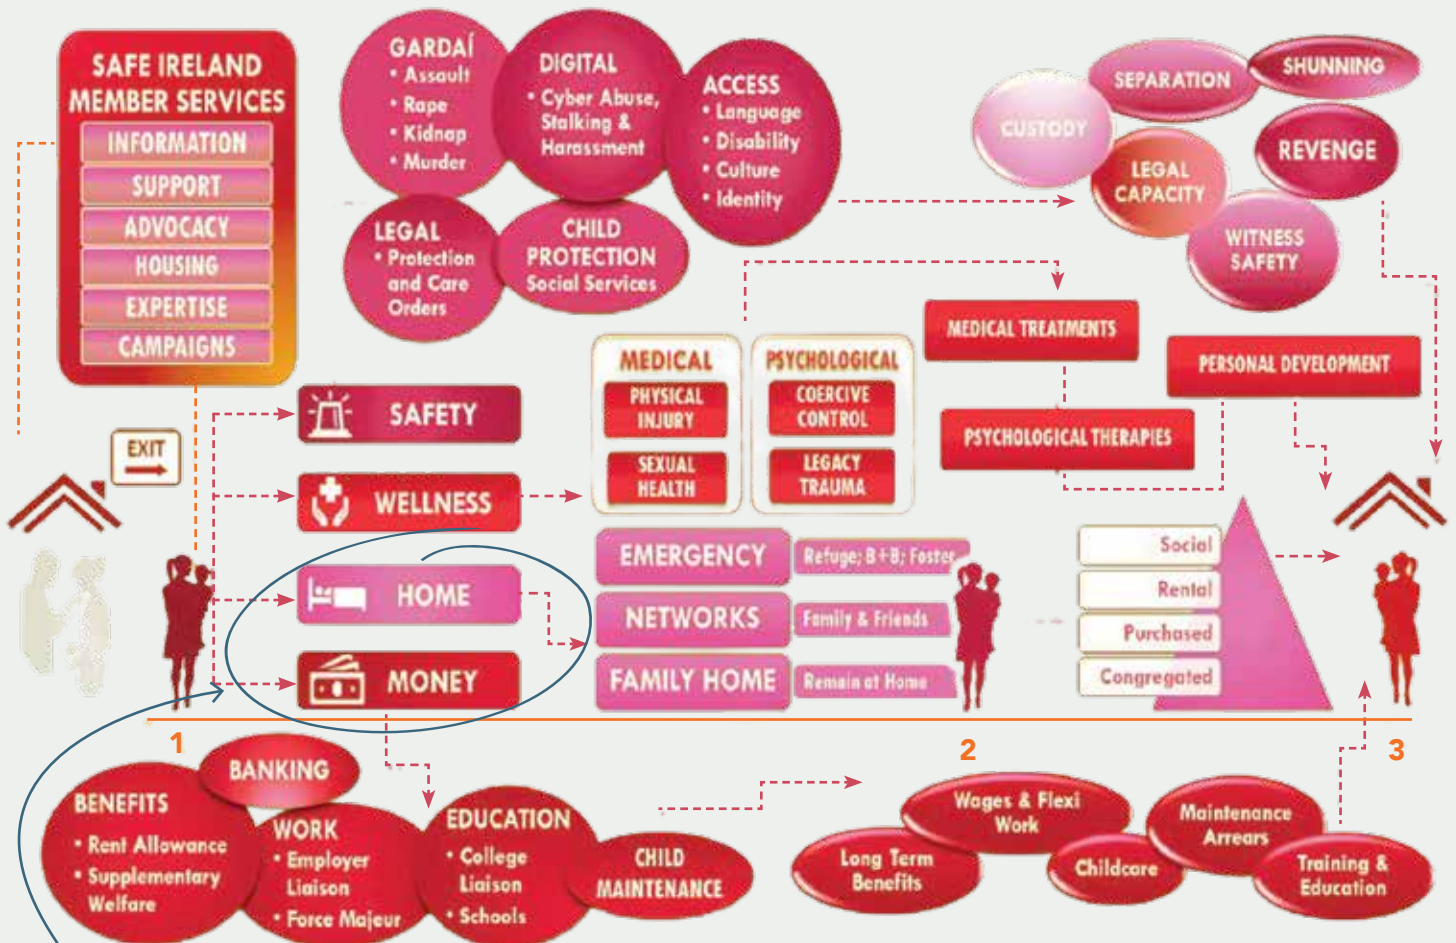 SAFE IRELAND
MEMBER SERVICES
INFORMATION
SUPPORT
ADVOCACY
HOUSING
EXPERTISE
CAMPAIGNS
GARDAÍ
• Assault
• Rape
• Kidnap
• Murder
DIGITAL
• Cyber Abuse,
Stalking &
Harassment
ACCESS
• Language
• Disability
• Culture
• Identity
LEGAL
• Protection
and Care
Orders
CHILD
PROTECTION
Social Services
CUSTODY
SEPARATION
SHUNNING
LEGAL
CAPACITY
REVENGE
WITNESS
SAFETY
EXIT
SAFETY
WELLNESS
HOME
MONEY
MEDICAL
PHYSICAL
INJURY
SEXUAL
HEALTH
PSYCHOLOGICAL
COERCIVE
CONTROL
LEGACY
TRAUMA
MEDICAL TREATMENTS
PERSONAL DEVELOPMENT
PSYCHOLOGICAL THERAPIES
EMERGENCY
Refuge; B+B; Foster
NETWORKS
Family & Friends
FAMILY HOME
Remain at Home
Social
Rental
Purchased
Congregated
1
2
3
BANKING
BENEFITS
• Rent Allowance
• Supplementary
Welfare
WORK
• Employer
Liaison
• Force Majeur
EDUCATION
• College
Liaison
• Schools
CHILD
MAINTENANCE
Long Term
Benefits
Wages & Flexi
Work
Childcare
Maintenance
Arrears
Training &
Education